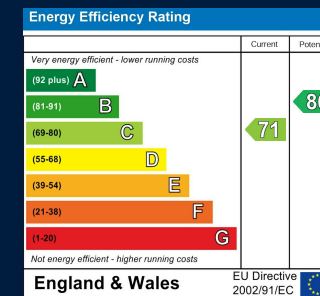 Energy Efficiency Rating
Current
Very energy efficient - lower running costs
(92 plus) A
(81-91) B
(69-80) C
71
(55-68) D
(39-54) E
(21-38) F
(1-20) G
Not energy efficient - higher running costs
England & Wales
EU Directive
2002/91/EC